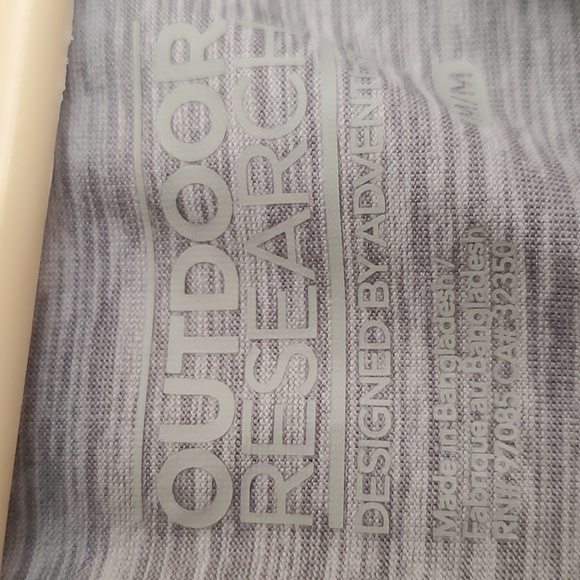 OUTDOOR
RESEARCH
DESIGNED BY ADVENT
M/M
Made in Bangladesh /
Fabriqué au Bangladesh
RN# 97085 CA# 32350